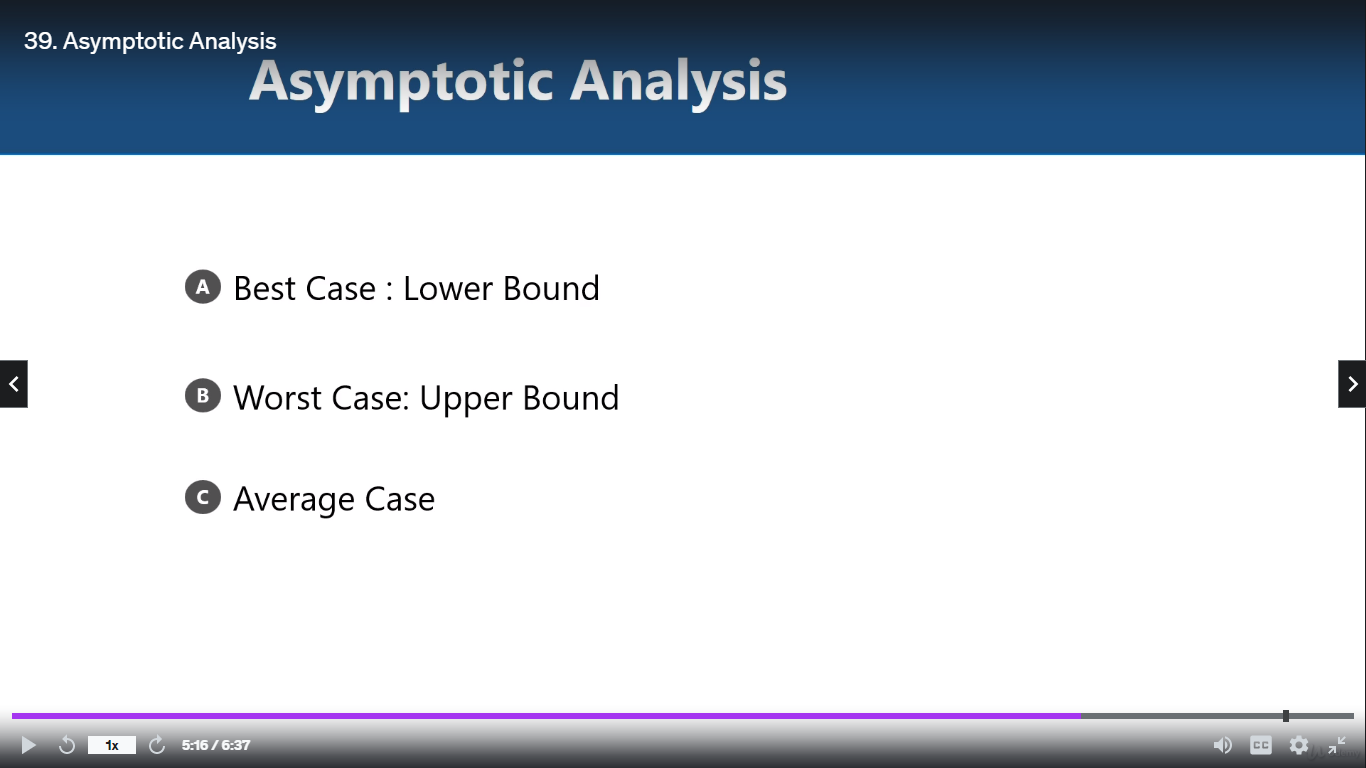 39. Asymptotic Analysis
Asymptotic Analysis
A Best Case : Lower Bound
B Worst Case: Upper Bound
C Average Case
1x 5:16 / 6:37 CC